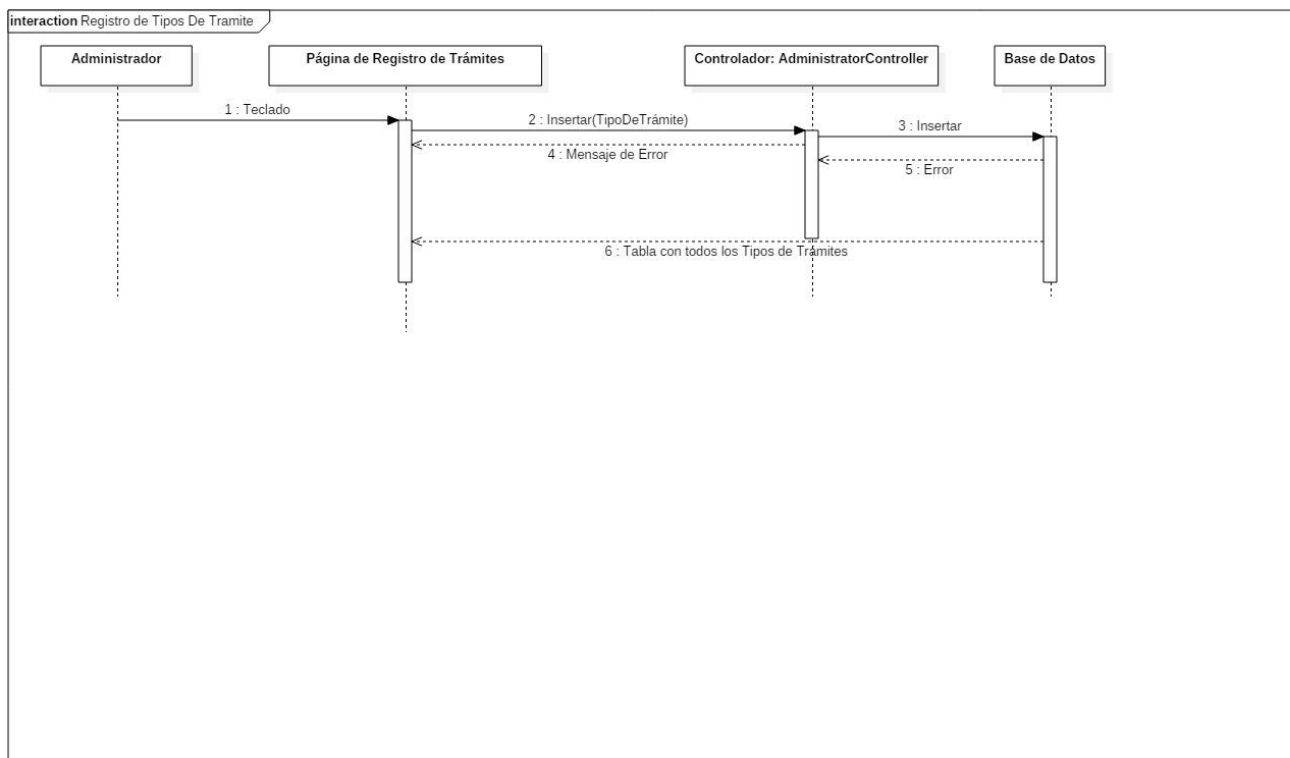 interaction Registro de Tipos De Tramite
Administrador
Página de Registro de Trámites
Controlador: AdministratorController
Base de Datos
1 : Teclado
2 : Insertar(TipoDeTrámite)
3 : Insertar
4 : Mensaje de Error
5 : Error
6 : Tabla con todos los Tipos de Trámites